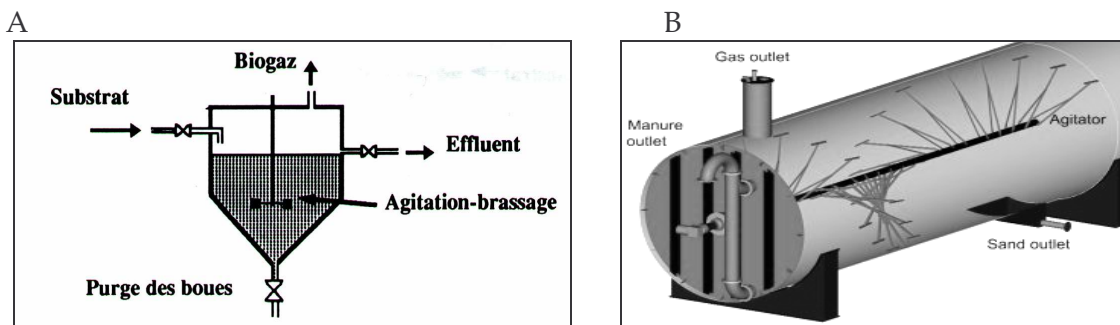 A
B
Biogaz
Substrat
Effluent
Agitation-brassage
Purge des boues
Gas outlet
Manure
outlet
Agitator
Sand outlet